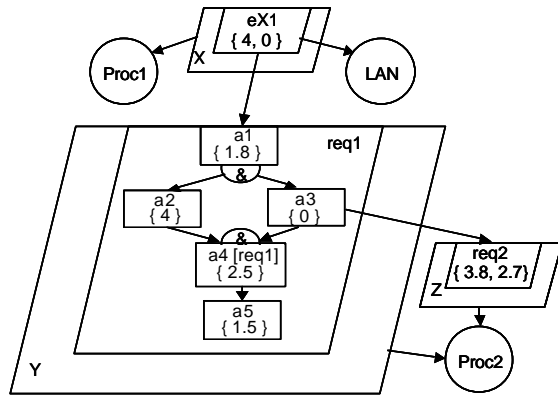 eX1
{ 4, 0 }
X
Proc1
LAN
a1
{ 1.8 }
req1
&
a2
{ 4 }
a3
{ 0 }
&
a4 [req1]
{ 2.5 }
req2
{ 3.8, 2.7}
Z
a5
{ 1.5 }
Y
Proc2